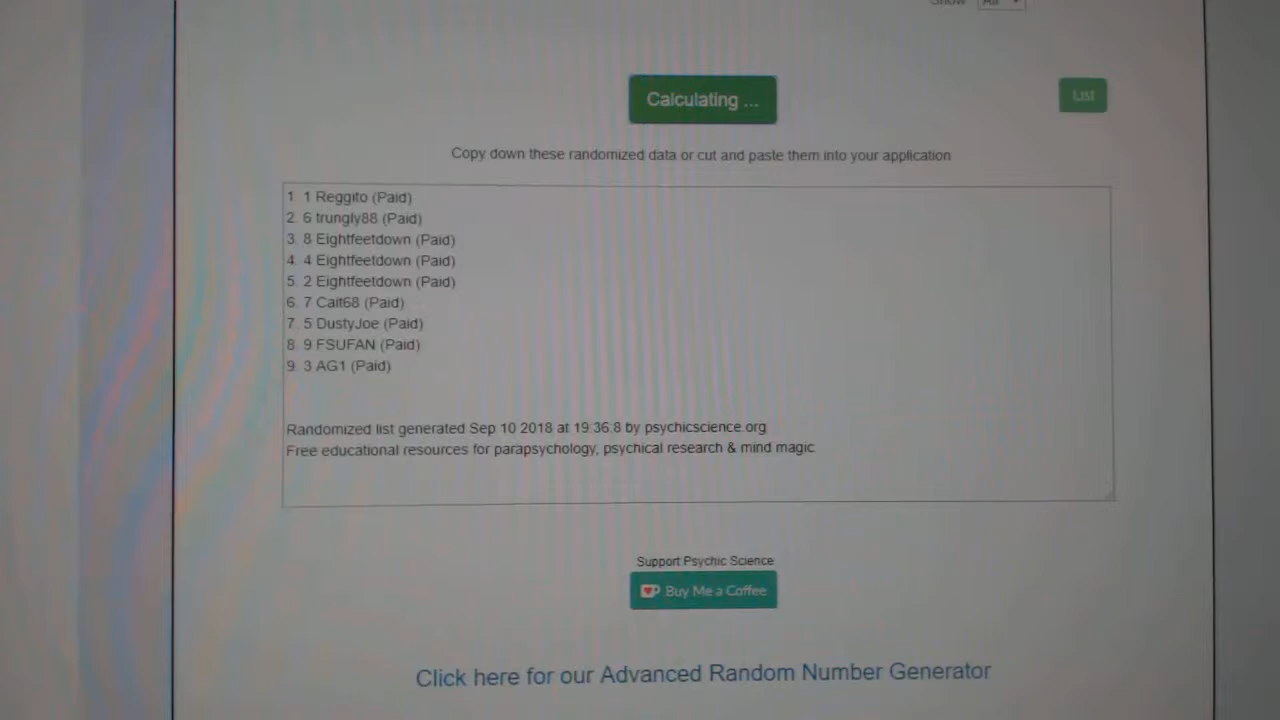 Show All
Calculating ...
List
Copy down these randomized data or cut and paste them into your application
1. 1 Reggito (Paid)
2. 6 trungly88 (Paid)
3. 8 Eightfeetdown (Paid)
4. 4 Eightfeetdown (Paid)
5. 2 Eightfeetdown (Paid)
6. 7 Cait68 (Paid)
7. 5 DustyJoe (Paid)
8. 9 FSUFAN (Paid)
9. 3 AG1 (Paid)
Randomized list generated Sep 10 2018 at 19:36:8 by psychicscience.org
Free educational resources for parapsychology, psychical research & mind magic
Support Psychic Science
Buy Me a Coffee
Click here for our Advanced Random Number Generator